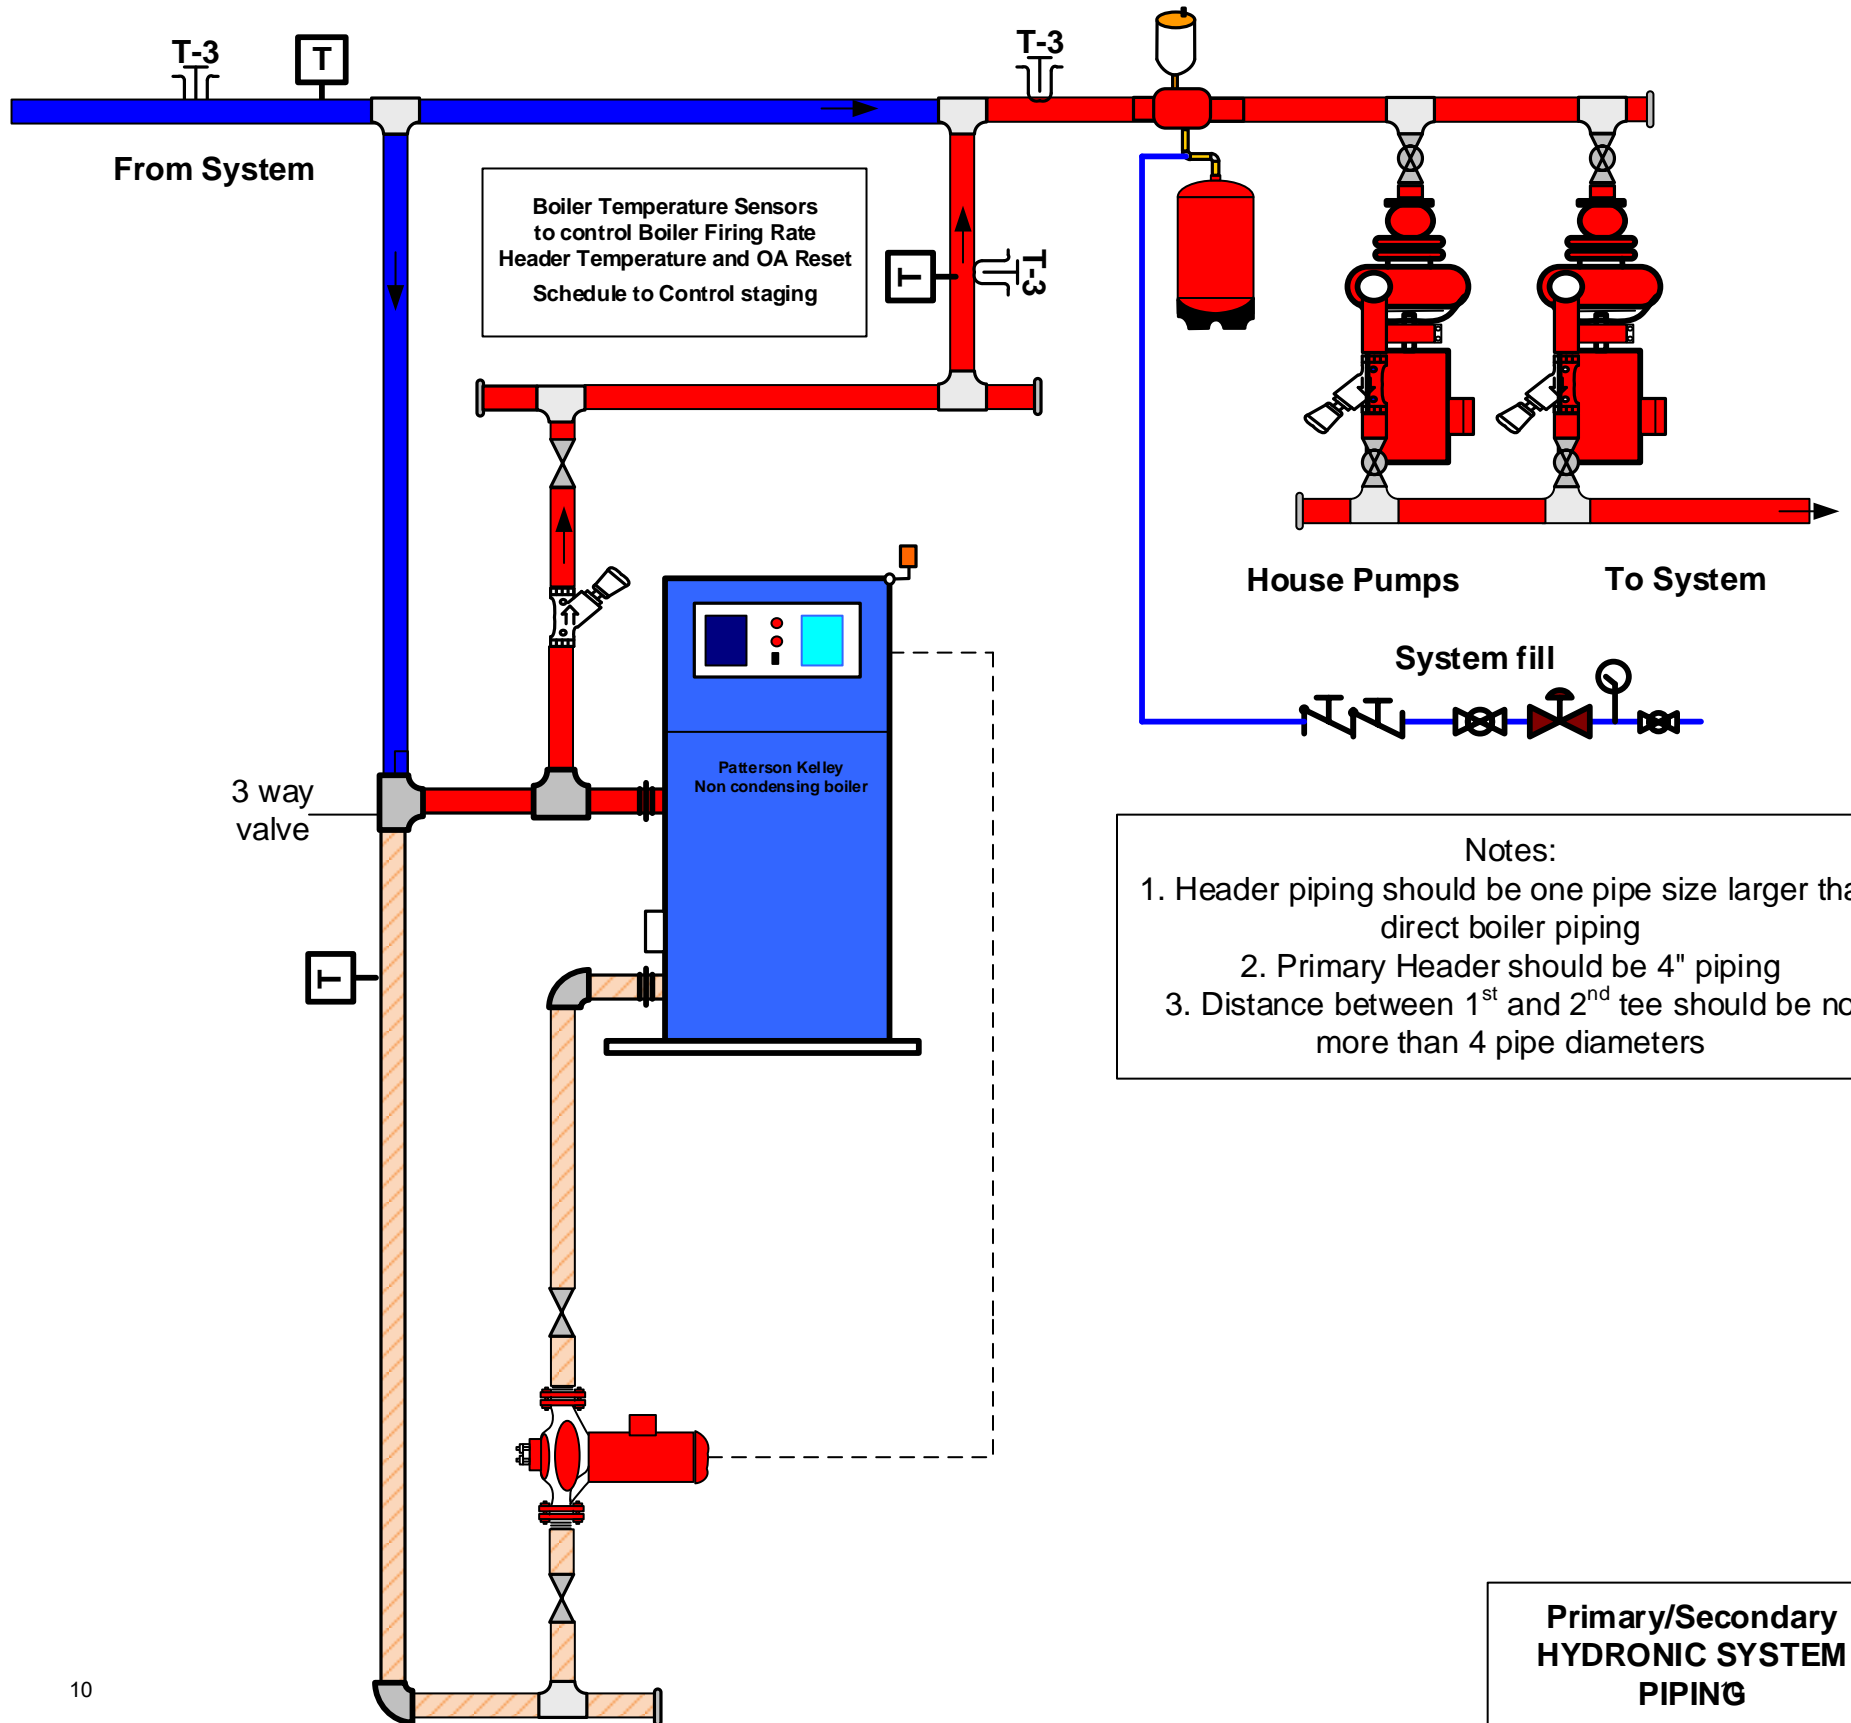 T-3
T
T-3
From System
Boiler Temperature Sensors
to control Boiler Firing Rate
Header Temperature and OA Reset
Schedule to Control staging
T
T-3
House Pumps
To System
System fill
Patterson Kelley
Non condensing boiler
3 way
valve
T
Notes:
1. Header piping should be one pipe size larger tha
direct boiler piping
2. Primary Header should be 4" piping
3. Distance between 1st and 2nd tee should be no
more than 4 pipe diameters
Primary/Secondary
HYDRONIC SYSTEM
PIPING
10